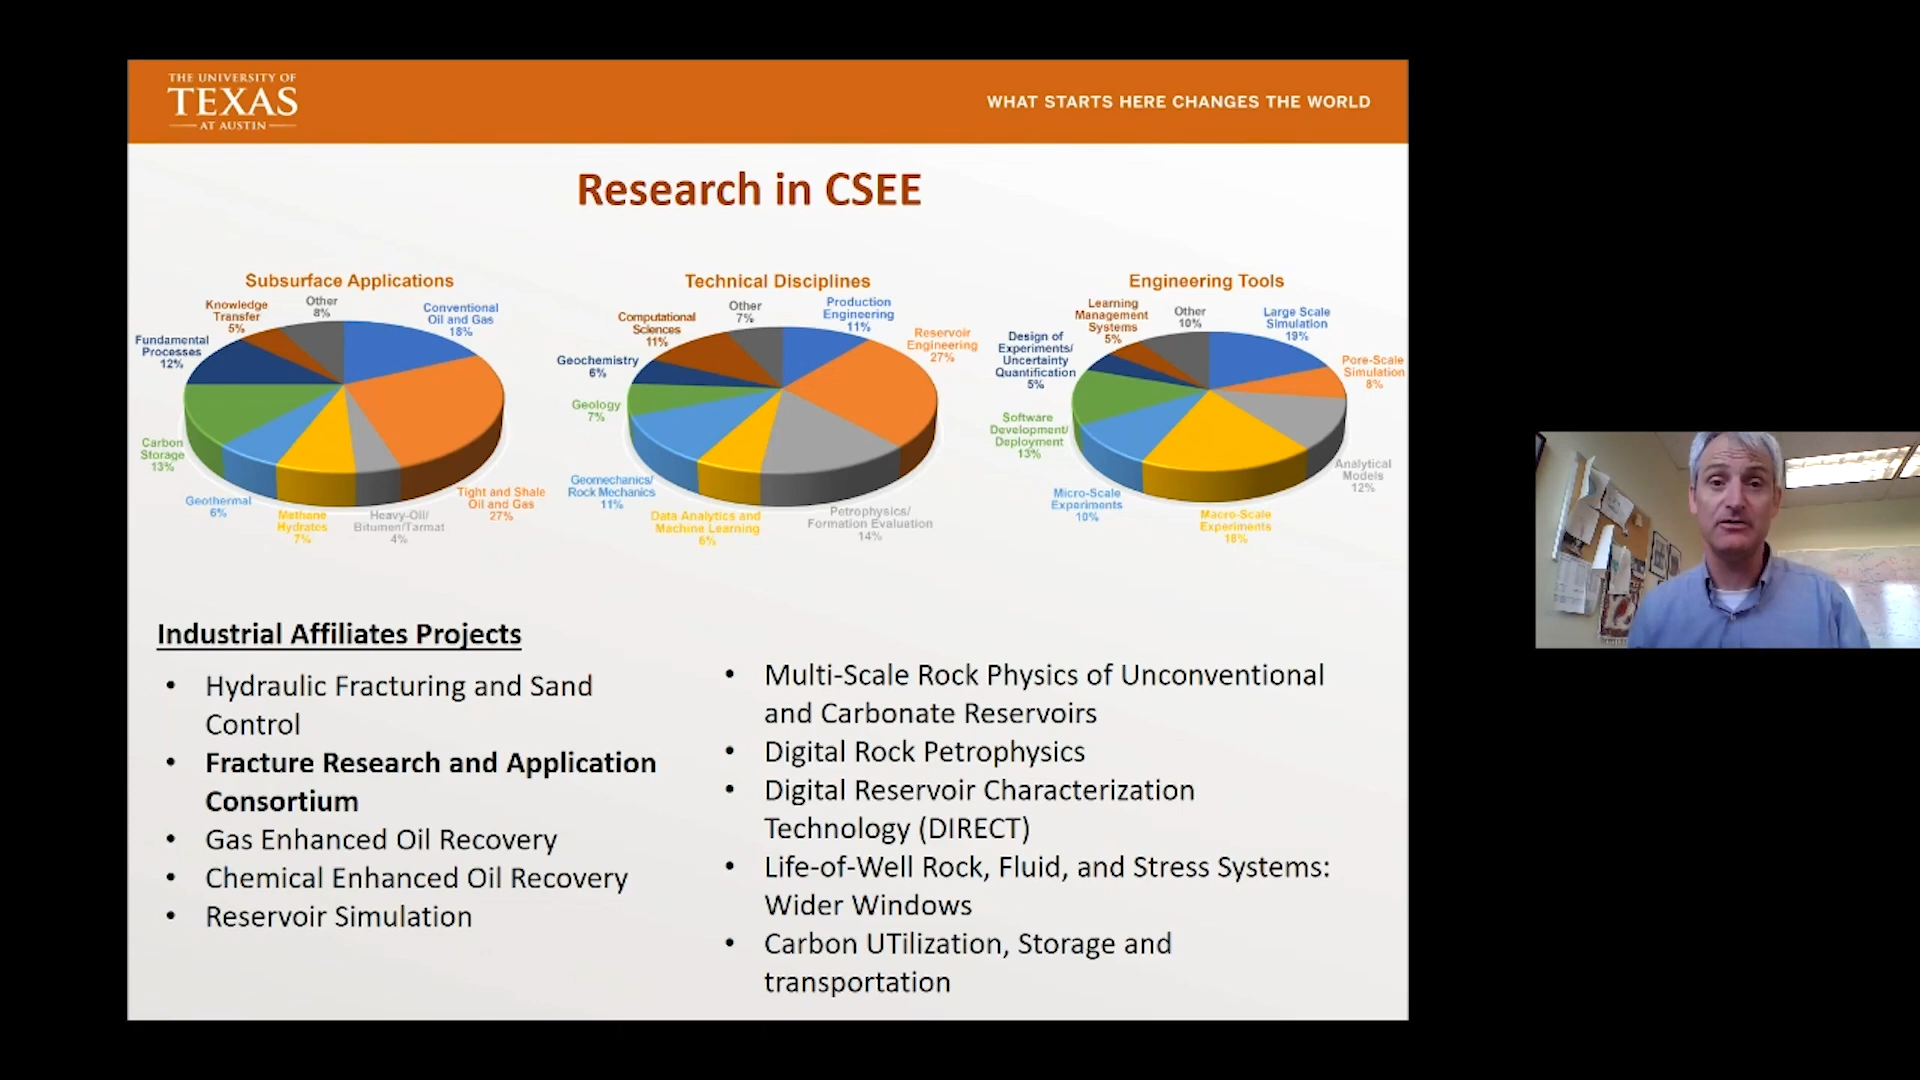 THE UNIVERSITY OF
TEXAS
AT AUSTIN
WHAT STARTS HERE CHANGES THE WORLD
Research in CSEE
Subsurface Applications
Knowledge
Transfer
5%
Other
8%
Conventional
Oil and Gas
18%
Fundamental
Processes
12%
Carbon
Storage
13%
Geothermal
6%
Methane
Hydrates
7%
Heavy-Oil/
Bitumen/Tarmat
4%
Tight and Shale
Oil and Gas
27%
Technical Disciplines
Computational
Sciences
11%
Other
7%
Production
Engineering
11%
Reservoir
Engineering
27%
Geochemistry
6%
Geology
7%
Geomechanics/
Rock Mechanics
11%
Data Analytics and
Machine Learning
6%
Petrophysics/
Formation Evaluation
14%
Engineering Tools
Learning
Management
Systems
5%
Other
10%
Large Scale
Simulation
19%
Design of
Experiments/
Uncertainty
Quantification
5%
Pore-Scale
Simulation
8%
Software
Development/
Deployment
13%
Micro-Scale
Experiments
10%
Macro-Scale
Experiments
18%
Analytical
Models
12%
Industrial Affiliates Projects
• Hydraulic Fracturing and Sand
Control
• Fracture Research and Application
Consortium
• Gas Enhanced Oil Recovery
• Chemical Enhanced Oil Recovery
• Reservoir Simulation
• Multi-Scale Rock Physics of Unconventional
and Carbonate Reservoirs
• Digital Rock Petrophysics
• Digital Reservoir Characterization
Technology (DIRECT)
• Life-of-Well Rock, Fluid, and Stress Systems:
Wider Windows
• Carbon UTilization, Storage and
transportation